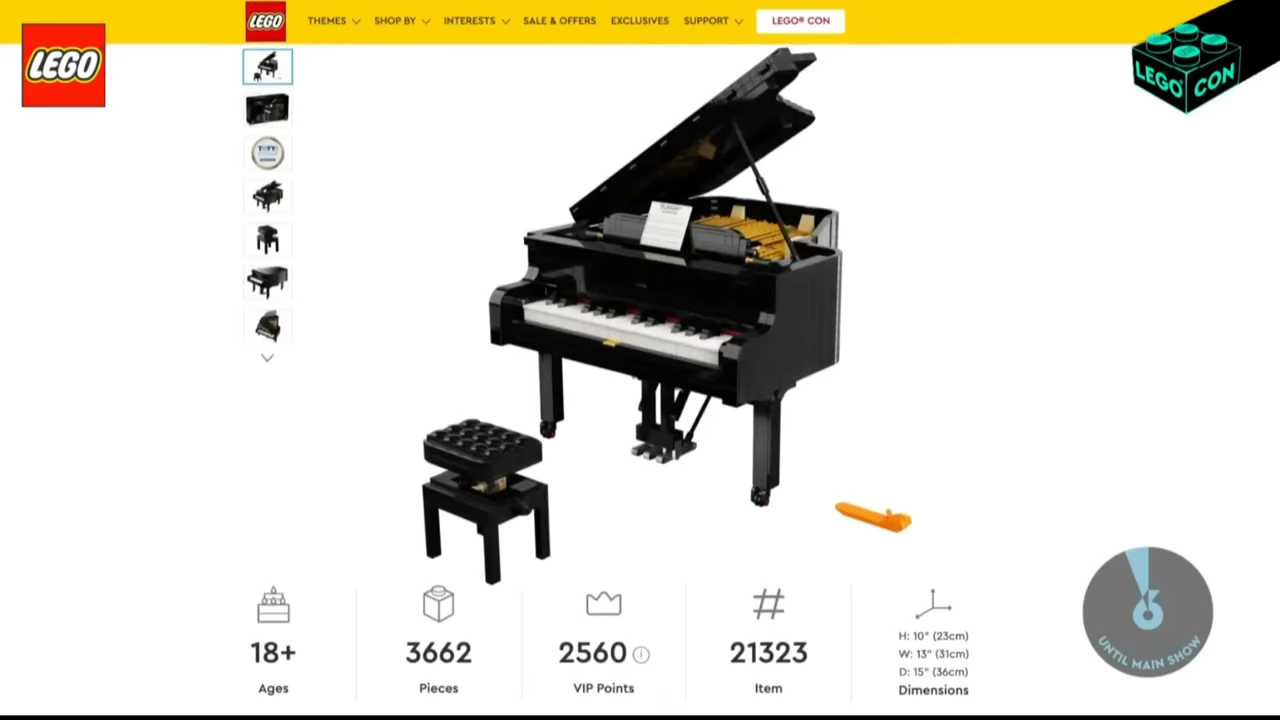 LEGO
LEGO
THEMES
SHOP BY
INTERESTS
SALE & OFFERS
EXCLUSIVES
SUPPORT
LEGO® CON
LEGO CON
18+
Ages
3662
Pieces
2560
VIP Points
21323
Item
H: 10" (23cm)
W: 13" (31cm)
D: 15" (36cm)
Dimensions
6
UNTIL MAIN SHOW